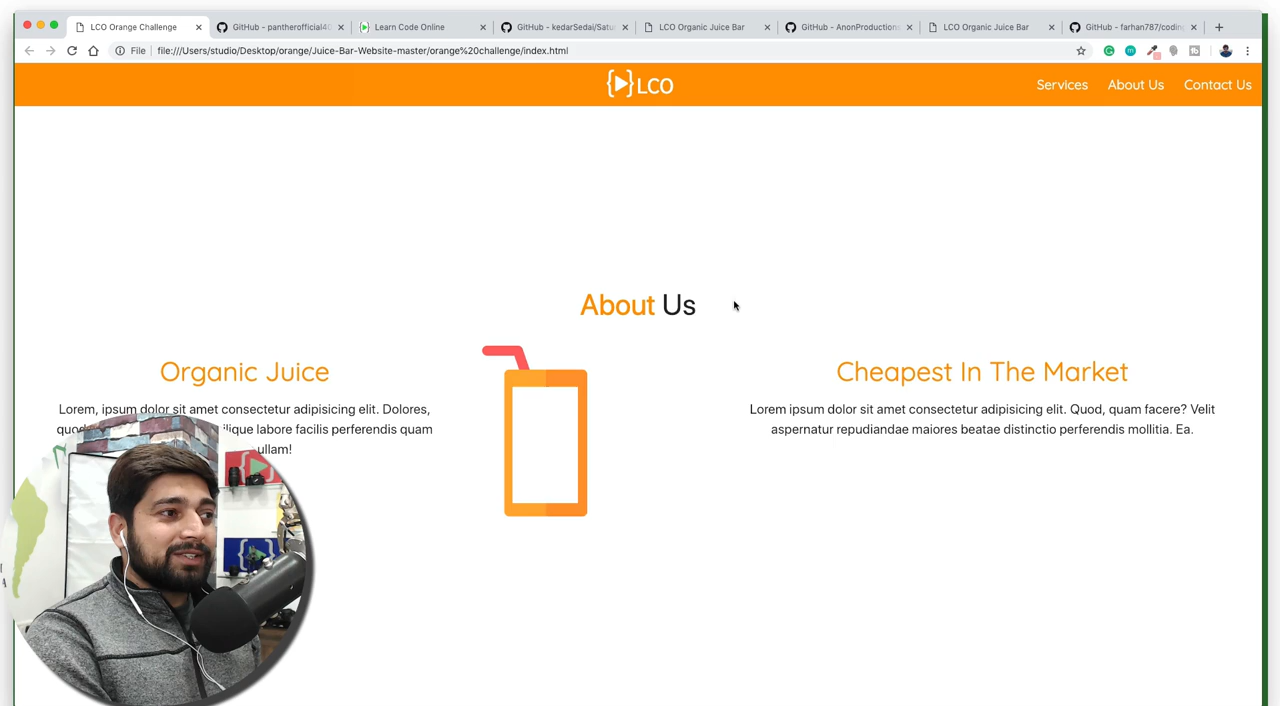 LCO Orange Challenge
GitHub - pantherofficial40
Learn Code Online
GitHub - kedarSedai/Satu
LCO Organic Juice Bar
GitHub - AnonProductions
LCO Organic Juice Bar
GitHub - farhan787/coding
File
file:///Users/studio/Desktop/orange/Juice-Bar-Website-master/orange%20challenge/index.html
{▶}LCO
Services
About Us
Contact Us
About Us
Organic Juice
Lorem, ipsum dolor sit amet consectetur adipisicing elit. Dolores,
ilique labore facilis perferendis quam
ullam!
Cheapest In The Market
Lorem ipsum dolor sit amet consectetur adipisicing elit. Quod, quam facere? Velit
aspernatur repudiandae maiores beatae distinctio perferendis mollitia. Ea.